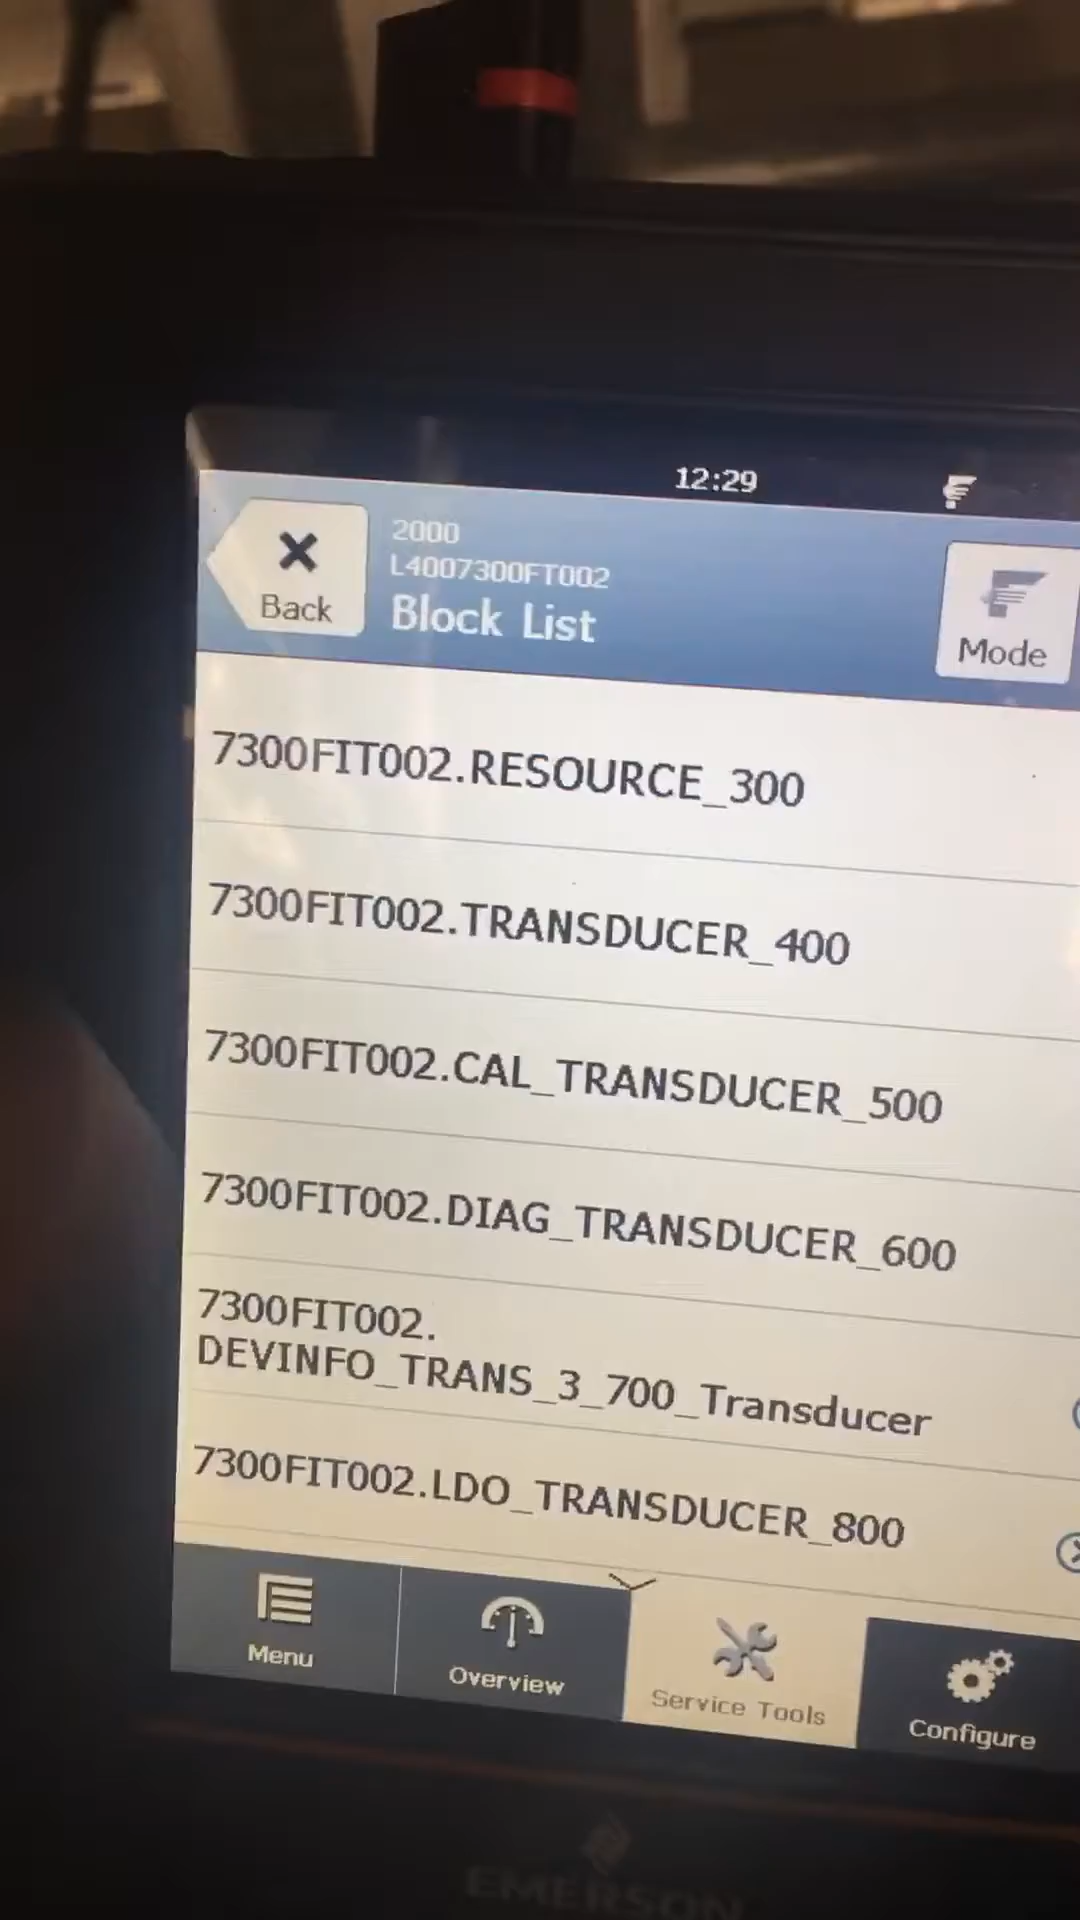 12:29
2000
L4007300FT002
Block List
Back
Mode
7300FIT002.RESOURCE_300
7300FIT002.TRANSDUCER_400
7300FIT002.CAL_TRANSDUCER_500
7300FIT002.DIAG_TRANSDUCER_600
7300FIT002.
DEVINFO_TRANS_3_700_Transducer
7300FIT002.LDO_TRANSDUCER_800
Menu
Overview
Service Tools
Configure
EMERSON